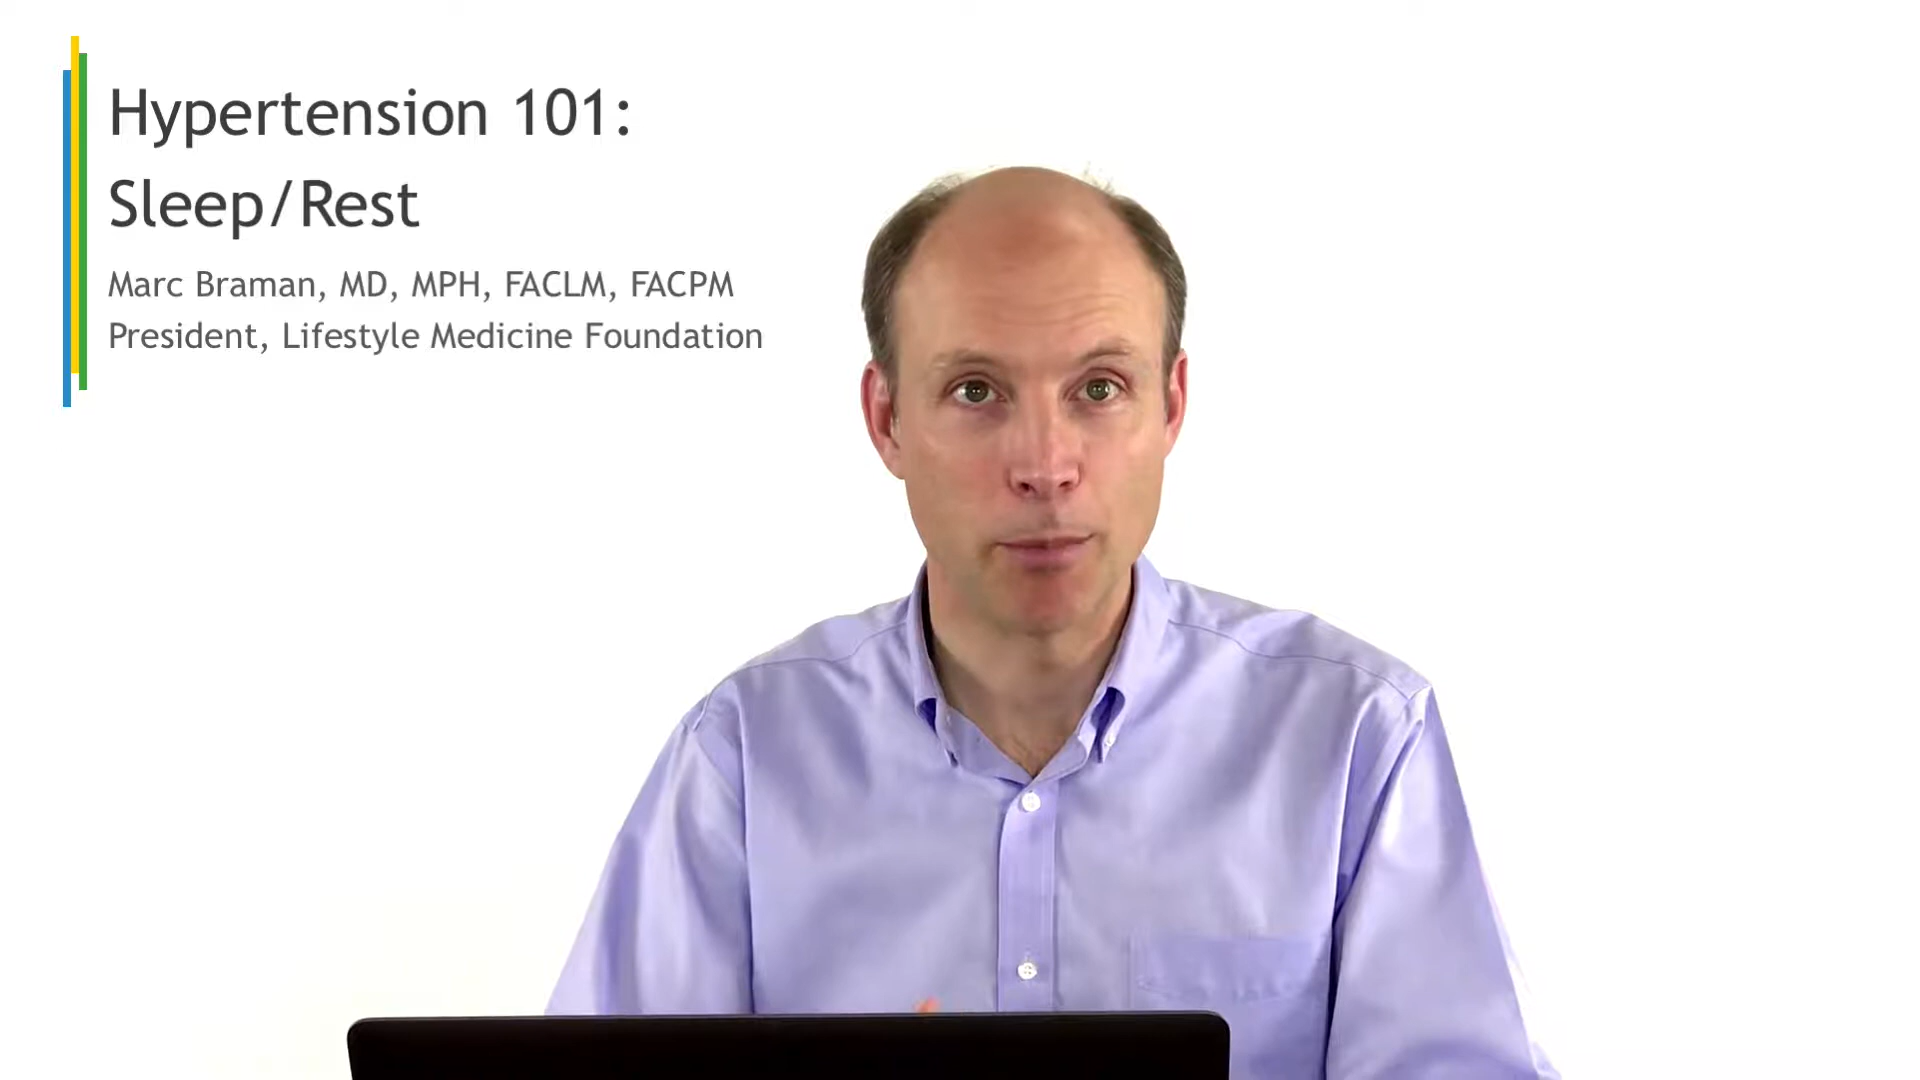 Hypertension 101:
Sleep/Rest
Marc Braman, MD, MPH, FACLM, FACPM
President, Lifestyle Medicine Foundation